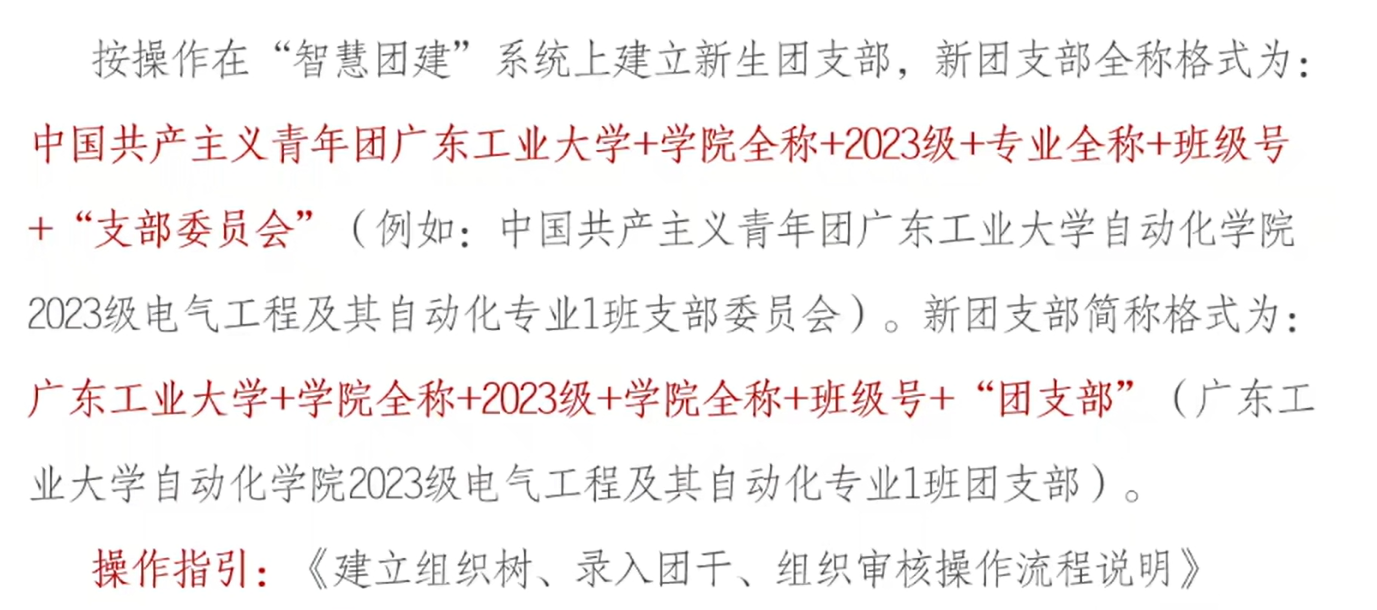 按操作在“智慧团建”系统上建立新生团支部，新团支部全称格式为：
中国共产主义青年团广东工业大学+学院全称+2023级+专业全称+班级号
+“支部委员会”（例如：中国共产主义青年团广东工业大学自动化学院
2023级电气工程及其自动化专业1班支部委员会）。新团支部简称格式为：
广东工业大学+学院全称+2023级+学院全称+班级号+“团支部”（广东工
业大学自动化学院2023级电气工程及其自动化专业1班团支部）。
操作指引：《建立组织树、录入团干、组织审核操作流程说明》